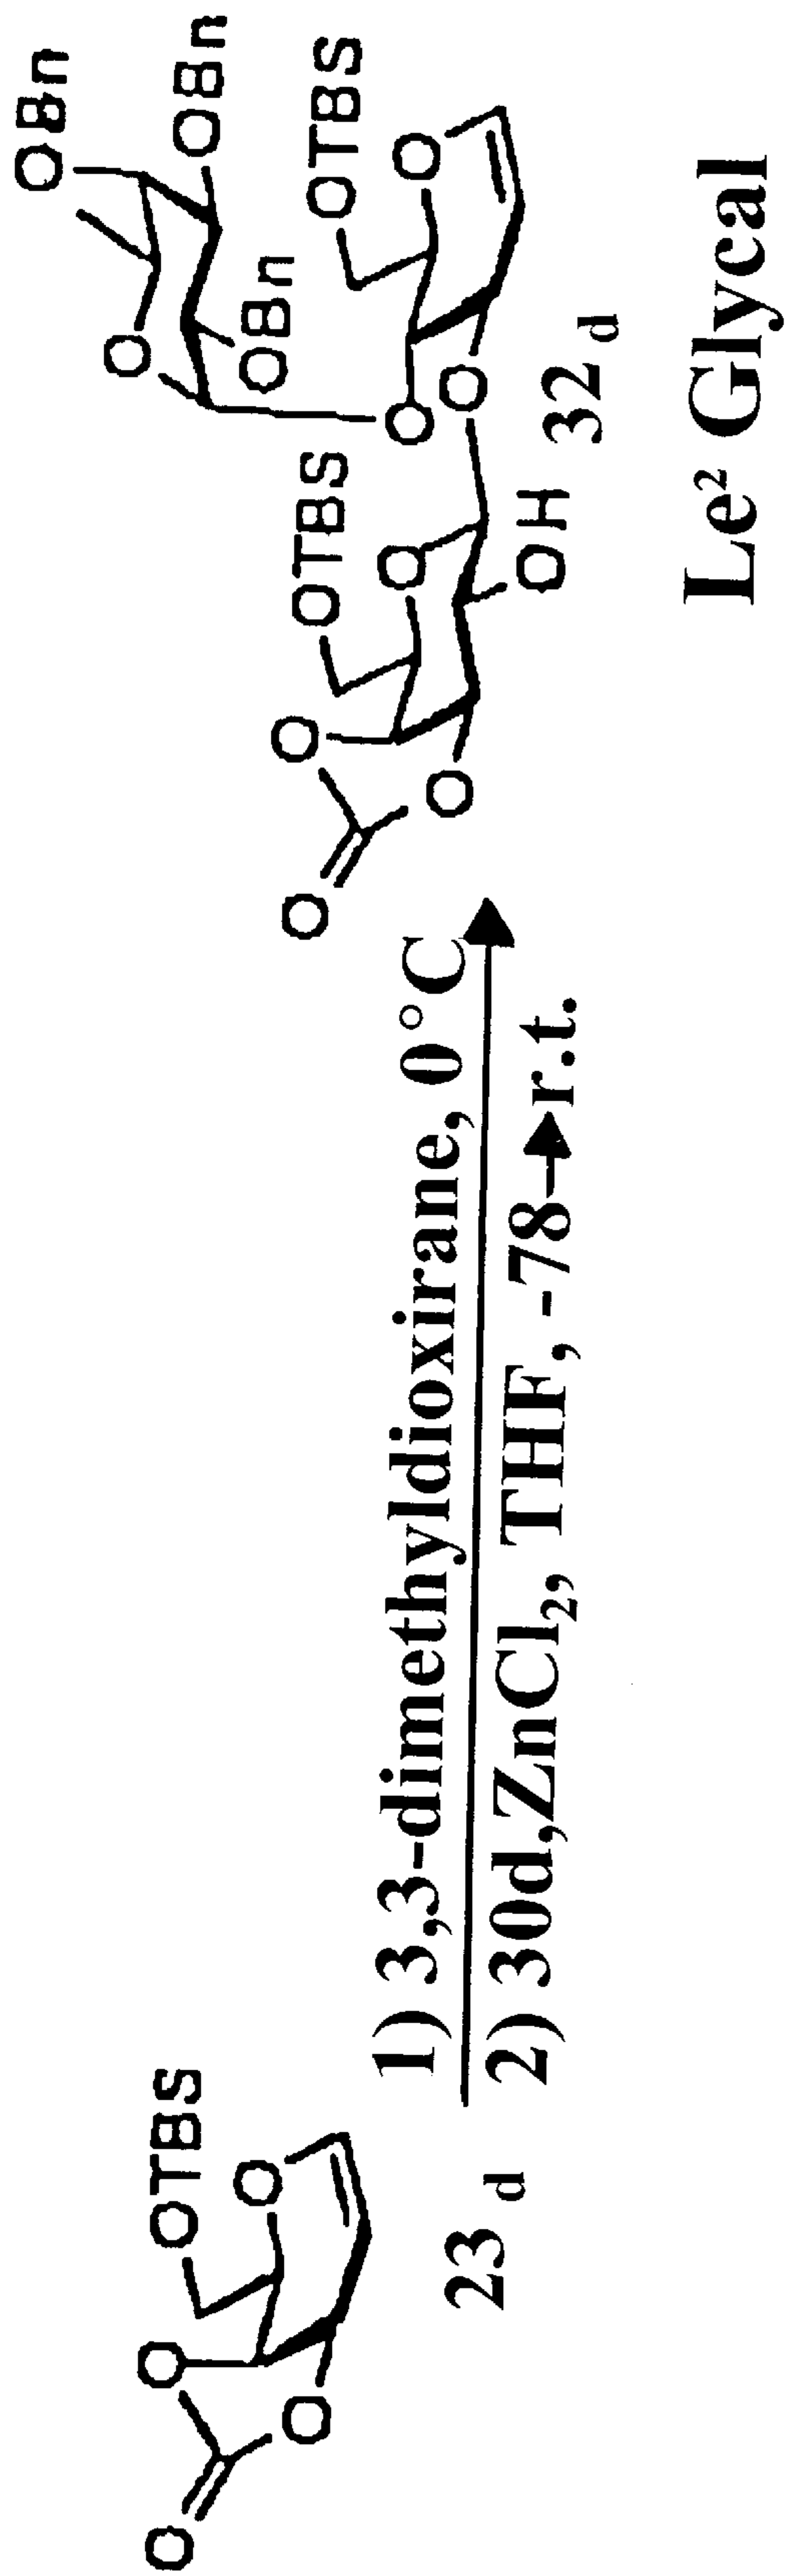 OTBS
O
O
O
O
23 d
1) 3,3-dimethyldioxirane, 0°C
2) 30d,ZnCl2, THF, -78→r.t.
OBn
OBn
O
OBn
OTBS
O
O
O
OTBS
O
O
O
O
OH
32 d
Le² Glycal